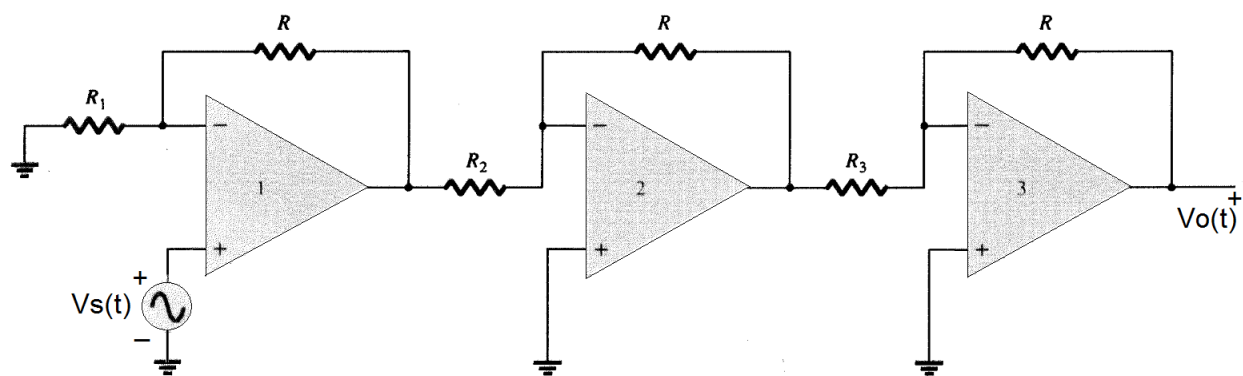 R R R
R₁
− − −
R₂ R₃
1 2 3
+ + +
+
Vs(t)
−
+
Vo(t)